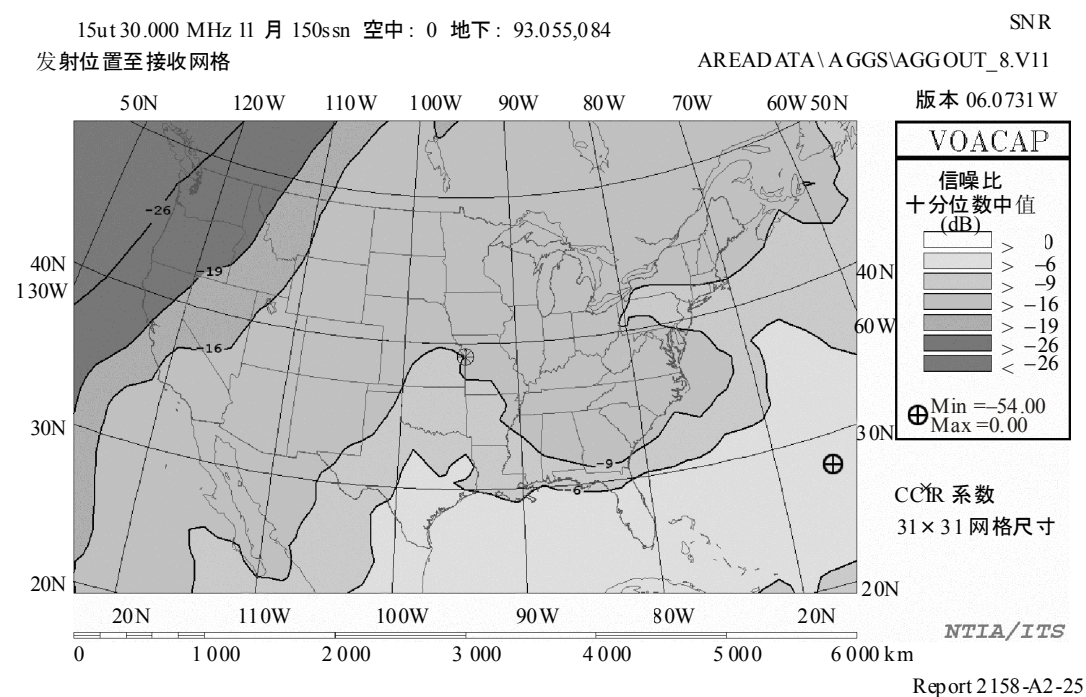 15ut 30.000 MHz 11 月 150ssn 空中: 0 地下: 93.055,084
SNR
发射位置至接收网格
AREADATA\AGGS\AGGOUT_8.V11
版本 06.0731W
50N 120W 110W 100W 90W 80W 70W 60W 50N
VOACAP
信噪比
十分位数中值
(dB)
> 0
> –6
> –9
> –16
> –19
> –26
< –26
Min =–54.00
Max =0.00
40N
130W
30N
20N
40N
60W
30N
20N
-26
-19
-16
-9
-6
CCIR 系数
31×31 网格尺寸
20N 110W 100W 90W 80W 20N
NTIA/ITS
0 1 000 2 000 3 000 4 000 5 000 6 000 km
Report 2158-A2-25